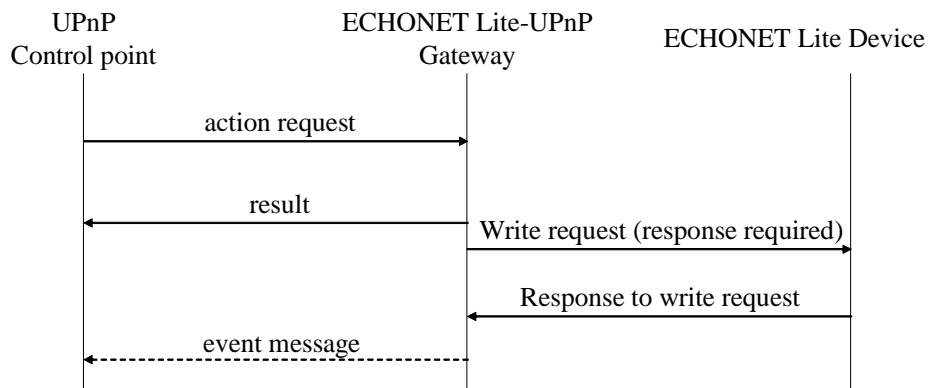 UPnP
Control point
ECHONET Lite-UPnP
Gateway
ECHONET Lite Device
action request
result
Write request (response required)
Response to write request
event message